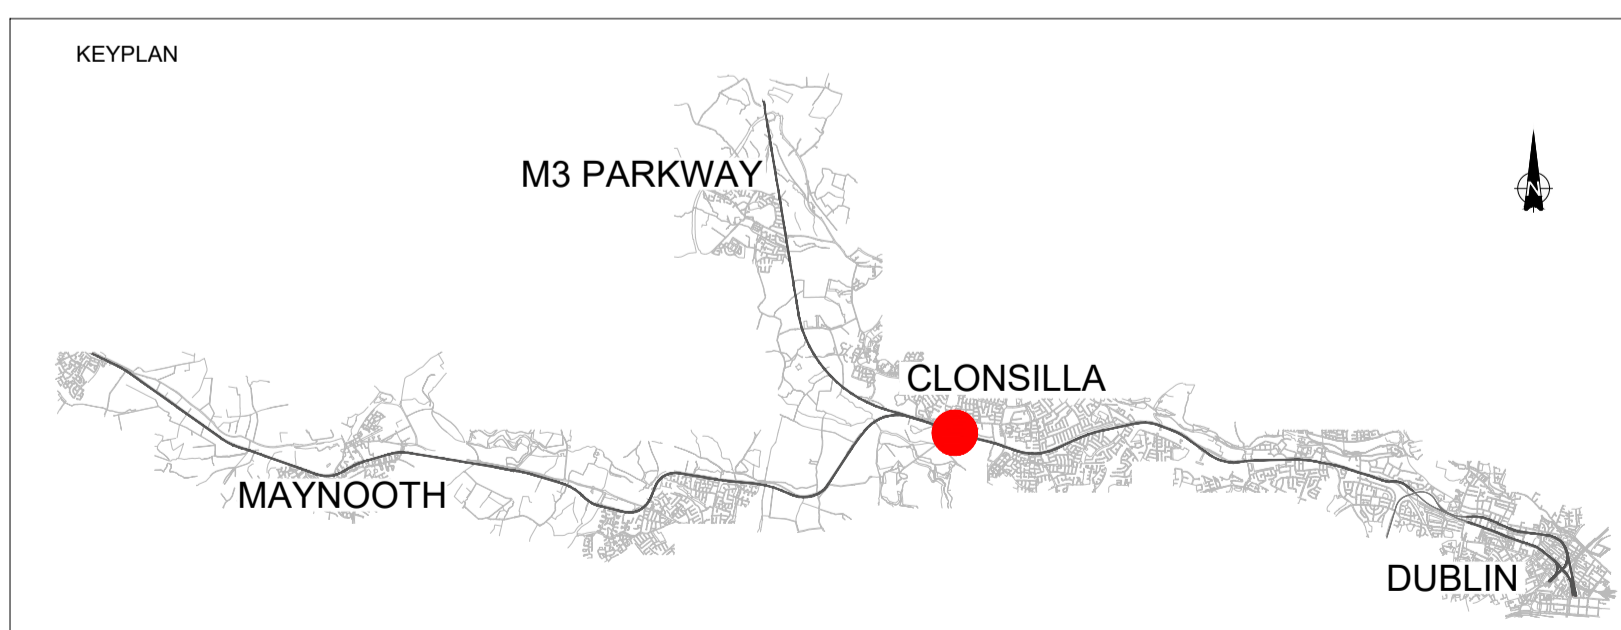 KEYPLAN
M3 PARKWAY
N
CLONSILLA
MAYNOOTH
DUBLIN